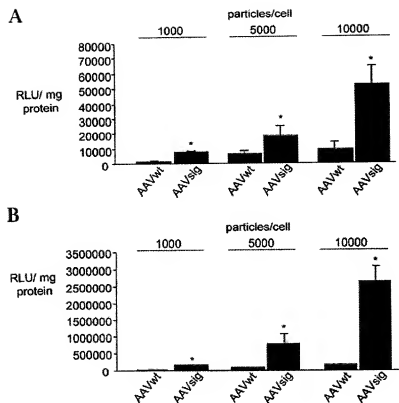 A
particles/cell
1000 5000 10000
80000
70000
60000
50000
40000
30000
20000
10000
0
RLU/ mg
protein
* * *
AAVwt AAVsig AAVwt AAVsig AAVwt AAVsig
B
particles/cell
1000 5000 10000
3500000
3000000
2500000
2000000
1500000
1000000
500000
0
RLU/ mg
protein
* * *
AAVwt AAVsig AAVwt AAVsig AAVwt AAVsig